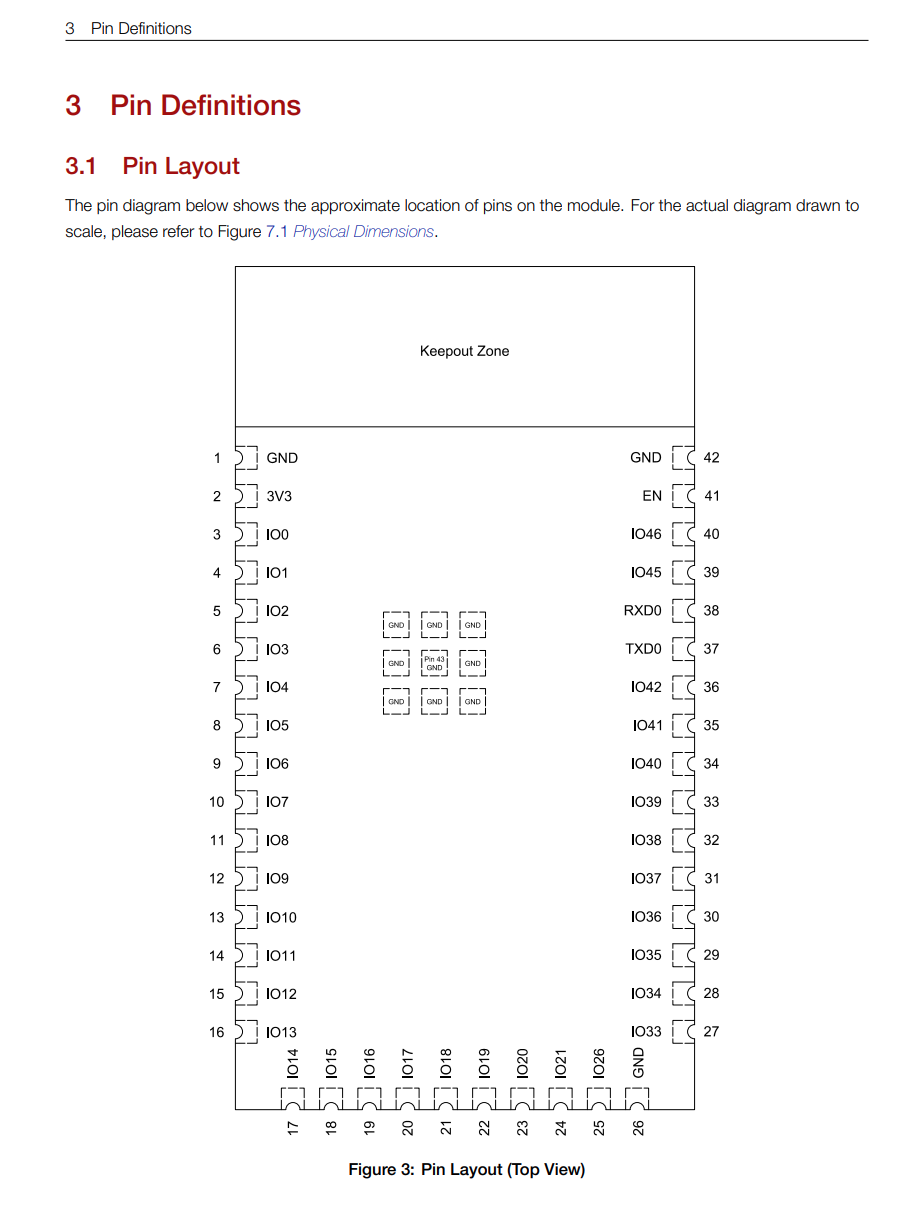 3 Pin Definitions
3 Pin Definitions
3.1 Pin Layout
The pin diagram below shows the approximate location of pins on the module. For the actual diagram drawn to
scale, please refer to Figure 7.1 Physical Dimensions.
Keepout Zone
1 GND GND 42
2 3V3 EN 41
3 IO0 IO46 40
4 IO1 IO45 39
5 IO2 RXD0 38
GND GND GND
6 IO3 TXD0 37
GND Pin 43 GND GND
7 IO4 IO42 36
GND GND GND
8 IO5 IO41 35
9 IO6 IO40 34
10 IO7 IO39 33
11 IO8 IO38 32
12 IO9 IO37 31
13 IO10 IO36 30
14 IO11 IO35 29
15 IO12 IO34 28
16 IO13 IO33 27
IO14 IO15 IO16 IO17 IO18 IO19 IO20 IO21 IO26 GND
17 18 19 20 21 22 23 24 25 26
Figure 3: Pin Layout (Top View)